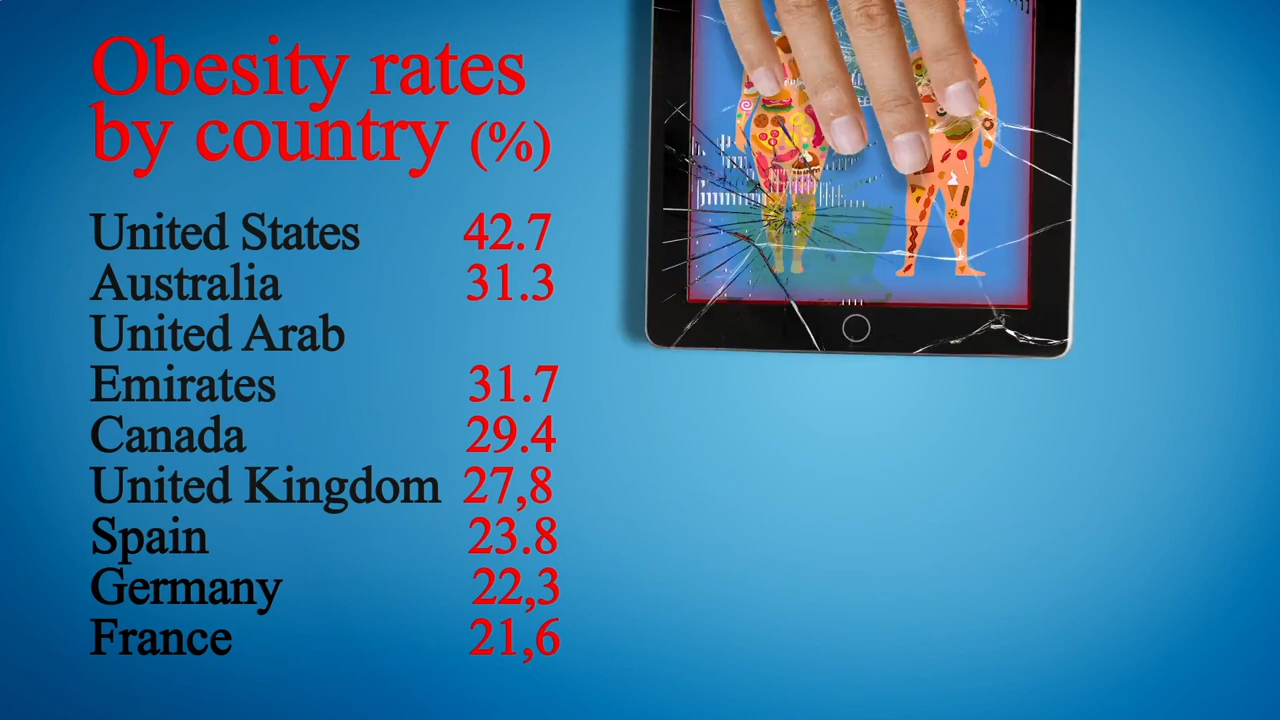 Obesity rates
by country (%)
United States 42.7
Australia 31.3
United Arab
Emirates 31.7
Canada 29.4
United Kingdom 27,8
Spain 23.8
Germany 22,3
France 21,6